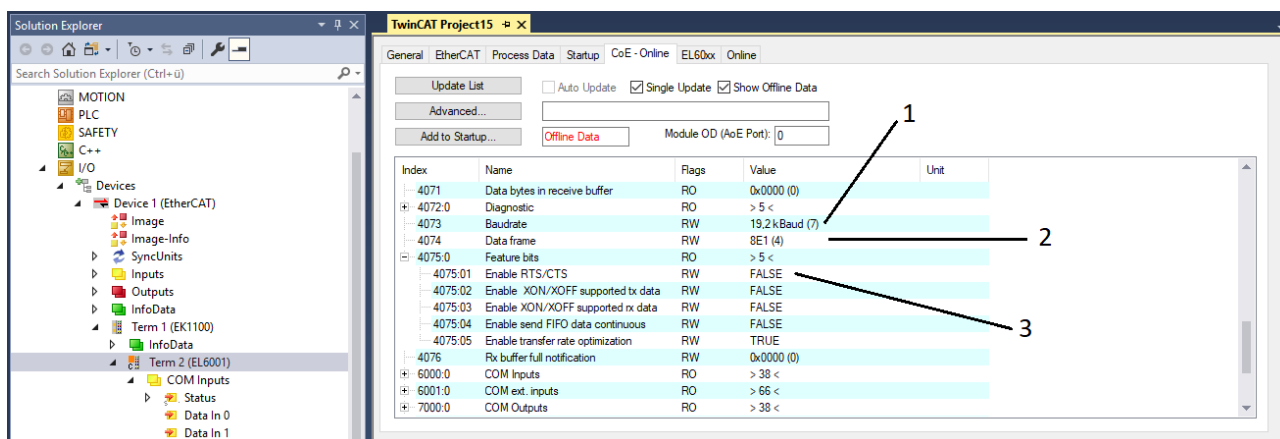 Solution Explorer
Search Solution Explorer (Ctrl+ü)
MOTION
PLC
SAFETY
C++
I/O
Devices
Device 1 (EtherCAT)
Image
Image-Info
SyncUnits
Inputs
Outputs
InfoData
Term 1 (EK1100)
InfoData
Term 2 (EL6001)
COM Inputs
Status
Data In 0
Data In 1
TwinCAT Project15
General EtherCAT Process Data Startup CoE - Online EL60xx Online
Update List Auto Update Single Update Show Offline Data
Advanced...
Add to Startup... Offline Data Module OD (AoE Port): 0
1
Index Name Flags Value Unit
4071 Data bytes in receive buffer RO 0x0000 (0)
4072:0 Diagnostic RO > 5 <
4073 Baudrate RW 19,2 kBaud (7)
4074 Data frame RW 8E1 (4) 2
4075:0 Feature bits RO > 5 <
4075:01 Enable RTS/CTS RW FALSE
4075:02 Enable XON/XOFF supported tx data RW FALSE
4075:03 Enable XON/XOFF supported rx data RW FALSE
4075:04 Enable send FIFO data continuous RW FALSE 3
4075:05 Enable transfer rate optimization RW TRUE
4076 Rx buffer full notification RW 0x0000 (0)
6000:0 COM Inputs RO > 38 <
6001:0 COM ext. inputs RO > 66 <
7000:0 COM Outputs RO > 38 <